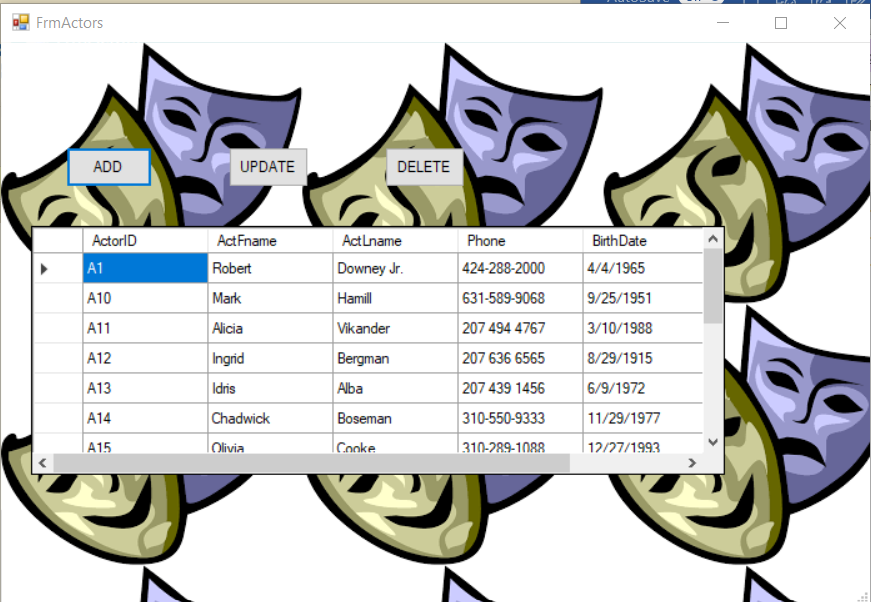 FrmActors
ADD UPDATE DELETE
ActorID ActFname ActLname Phone BirthDate
A1 Robert Downey Jr. 424-288-2000 4/4/1965
A10 Mark Hamill 631-589-9068 9/25/1951
A11 Alicia Vikander 207 494 4767 3/10/1988
A12 Ingrid Bergman 207 636 6565 8/29/1915
A13 Idris Alba 207 439 1456 6/9/1972
A14 Chadwick Boseman 310-550-9333 11/29/1977
A15 Olivia Cooke 310-289-1088 12/27/1993